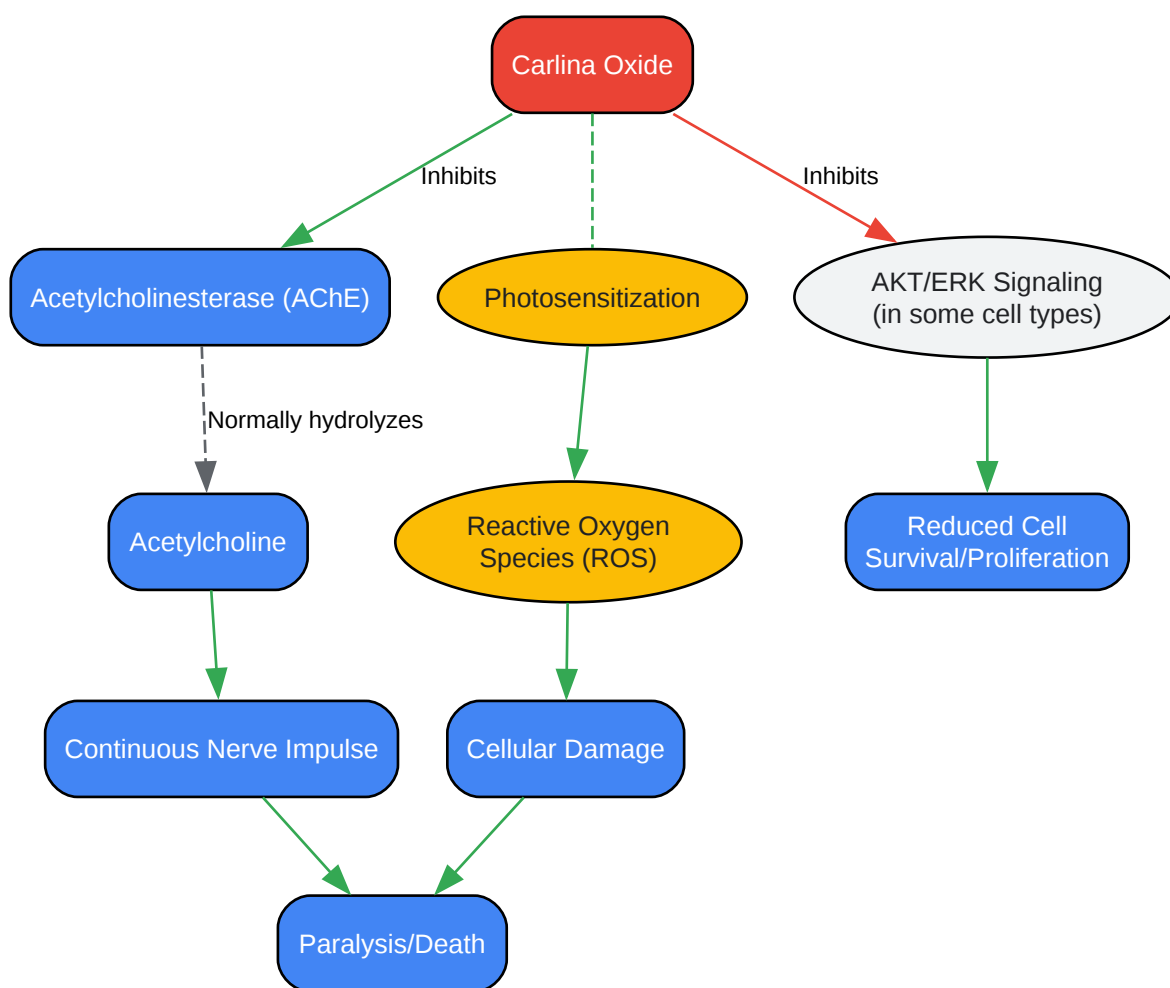 Carlina Oxide
Inhibits
Inhibits
Acetylcholinesterase (AChE)
Photosensitization
AKT/ERK Signaling
(in some cell types)
Normally hydrolyzes
Acetylcholine
Reactive Oxygen
Species (ROS)
Reduced Cell
Survival/Proliferation
Continuous Nerve Impulse
Cellular Damage
Paralysis/Death